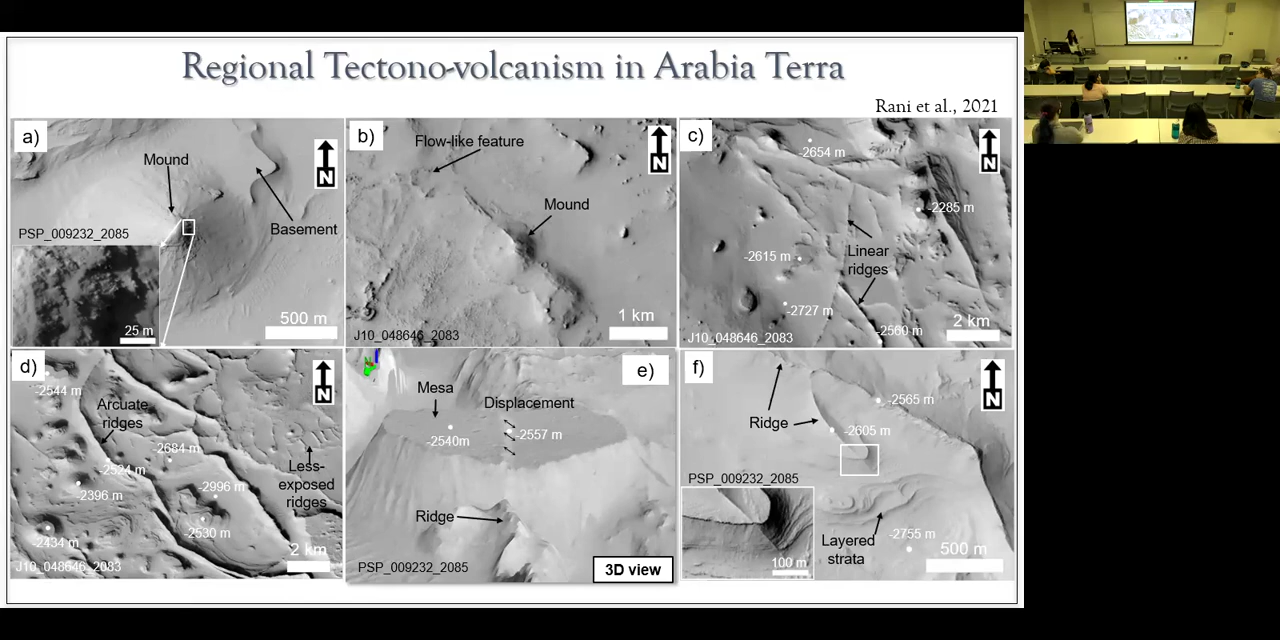 Regional Tectono-volcanism in Arabia Terra
Rani et al., 2021
a)
Mound
N
Basement
PSP_009232_2085
25 m
500 m
b)
Flow-like feature
N
Mound
1 km
J10_048646_2083
c)
-2654 m
N
-2285 m
Linear
ridges
-2615 m
-2727 m
-2560 m
2 km
J10_048646_2083
d)
-2544 m
N
Arcuate
ridges
-2684 m
-2524 m
-2396 m
-2996 m
Less-
exposed
ridges
-2530 m
-2434 m
2 km
J10_048646_2083
N
e)
Mesa
Displacement
-2540m
-2557 m
Ridge
PSP_009232_2085
3D view
f)
N
-2565 m
Ridge
-2605 m
PSP_009232_2085
Layered
strata
-2755 m
100 m
500 m